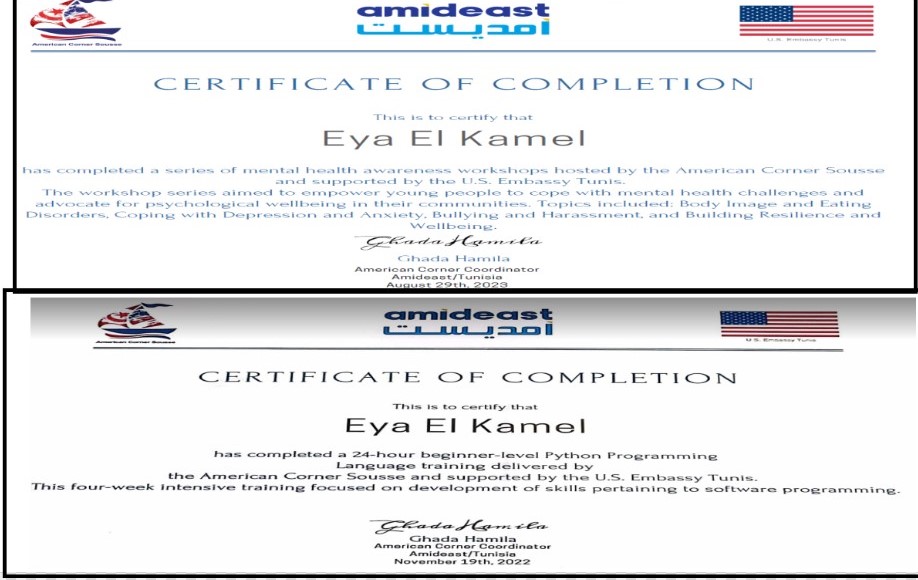 American Corner Sousse
amideast
أمديست
U.S. Embassy Tunis
CERTIFICATE OF COMPLETION
This is to certify that
Eya El Kamel
has completed a series of mental health awareness workshops hosted by the American Corner Sousse
and supported by the U.S. Embassy Tunis.
The workshop series aimed to empower young people to cope with mental health challenges and
advocate for psychological wellbeing in their communities. Topics included: Body Image and Eating
Disorders, Coping with Depression and Anxiety, Bullying and Harassment, and Building Resilience and
Wellbeing.
Ghada Hamila
Ghada Hamila
American Corner Coordinator
Amideast/Tunisia
August 29th, 2023
American Corner Sousse
amideast
أمديست
U.S. Embassy Tunis
CERTIFICATE OF COMPLETION
This is to certify that
Eya El Kamel
has completed a 24-hour beginner-level Python Programming
Language training delivered by
the American Corner Sousse and supported by the U.S. Embassy Tunis.
This four-week intensive training focused on development of skills pertaining to software programming.
Ghada Hamila
Ghada Hamila
American Corner Coordinator
Amideast/Tunisia
November 19th, 2022